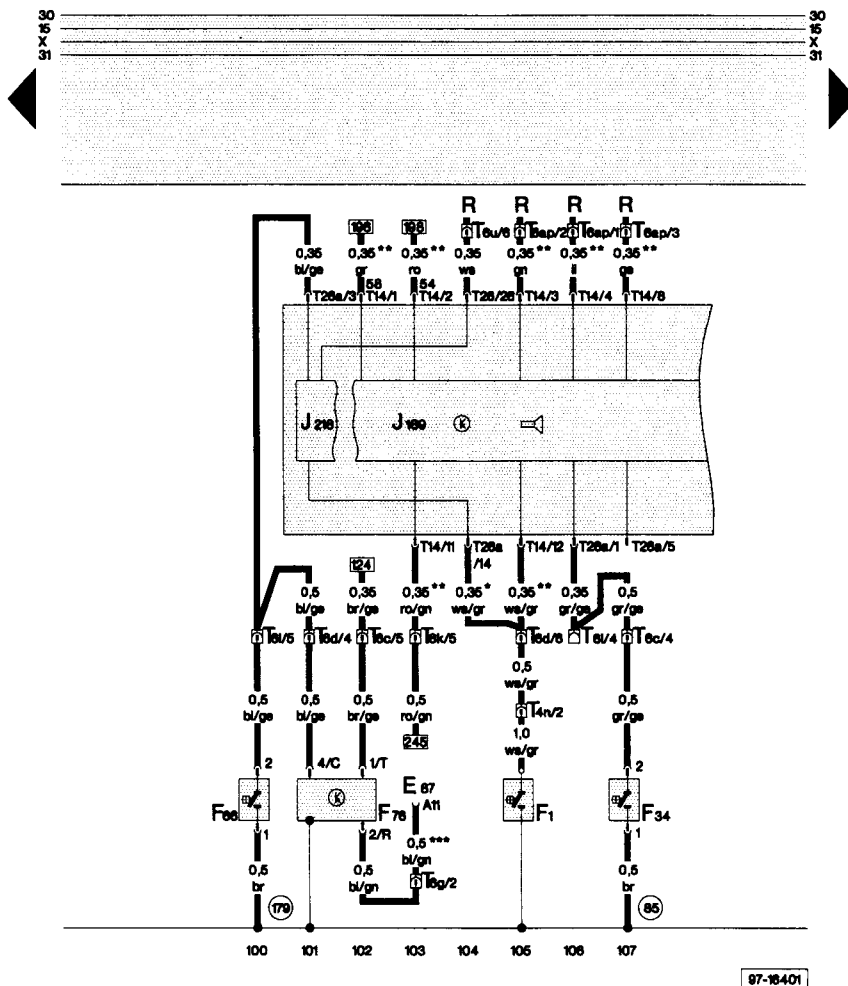 30 30
15 15
X X
31 31
R R R R
196 198 T6u/6 T6ap/2 T6ap/1 T6ap/3
0,35 0,35** 0,35** 0,35 0,35** 0,35** 0,35**
bl/ge gr ro ws gn li ge
58 54
T26a/3 T14/1 T14/2 T26/26 T14/3 T14/4 T14/8
J218 J189 K
T14/11 T26a/14 T14/12 T26a/1 T26a/5
124
0,5 0,35 0,35** 0,35* 0,35** 0,35 0,5
bl/ge br/ge ro/gn ws/gr ws/gr gr/ge gr/ge
T6l/5 T6d/4 T6c/5 T6k/5 T6d/6 T6l/4 T6c/4
0,5
ws/gr
0,5 0,5 0,5 0,5 T4n/2 0,5
bl/ge bl/ge br/ge ro/gn gr/ge
245 1,0
ws/gr
2 4/C 1/T 2
E67
F66 K F76 A11 F1 F34
1 2/R 1
0,5***
bl/gn
0,5 0,5 T6g/2 0,5
br bl/gn br
179 85
100 101 102 103 104 105 106 107
97-16401